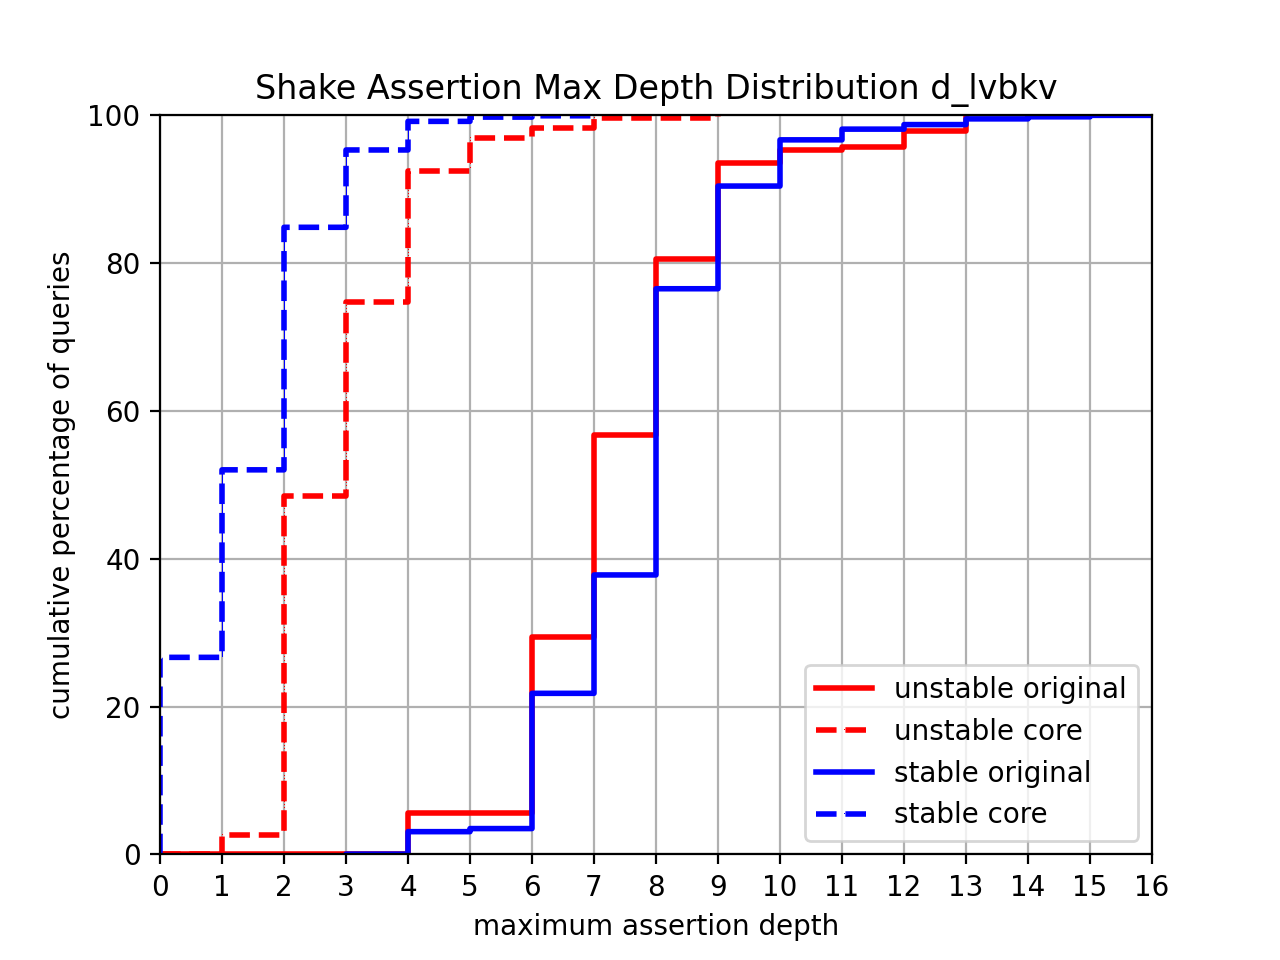 Shake Assertion Max Depth Distribution d_lvbkv
cumulative percentage of queries
100
80
60
40
20
0
0 1 2 3 4 5 6 7 8 9 10 11 12 13 14 15 16
maximum assertion depth
unstable original
unstable core
stable original
stable core